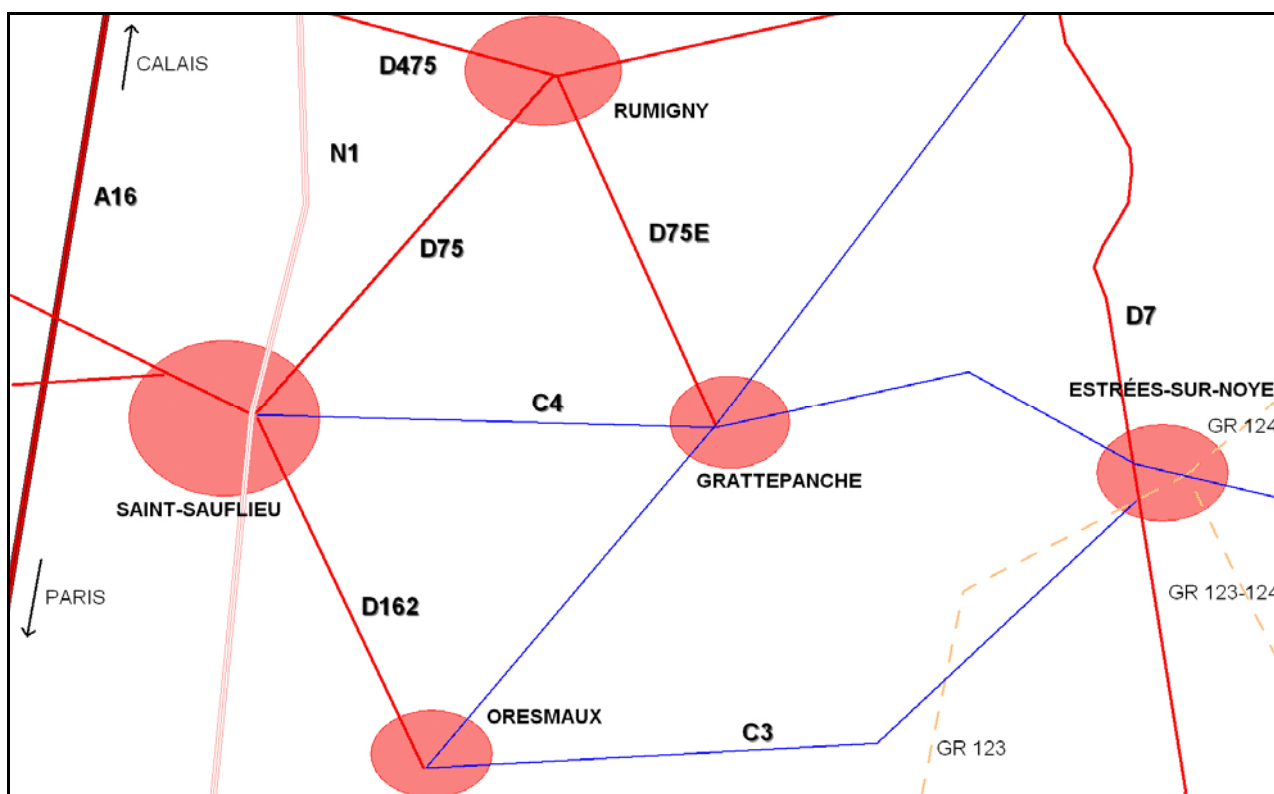 CALAIS
D475
RUMIGNY
N1
A16
D75
D75E
D7
ESTRÉES-SUR-NOYE
C4
GR 124
GRATTEPANCHE
SAINT-SAUFLIEU
PARIS
D162
GR 123-124
ORESMAUX
C3
GR 123